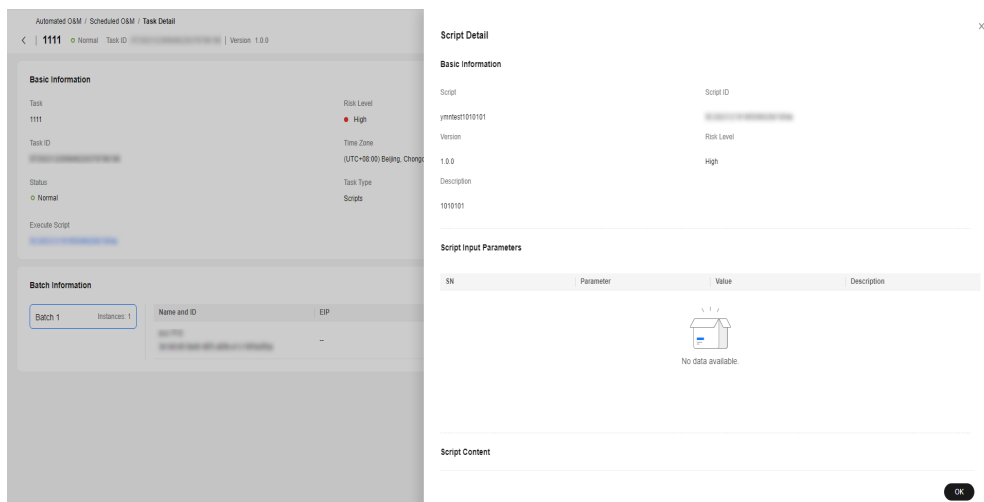 Automated O&M / Scheduled O&M / Task Detail
1111 Normal Task ID Version 1.0.0
Basic Information
Task
1111
Risk Level
High
Task ID
Time Zone
(UTC+08:00) Beijing, Chongq
Status
Normal
Task Type
Scripts
Execute Script
Batch Information
Batch 1 Instances: 1
Name and ID EIP
--
Script Detail
Basic Information
Script
ymntest1010101
Script ID
Version
1.0.0
Risk Level
High
Description
1010101
Script Input Parameters
SN Parameter Value Description
No data available.
Script Content
OK